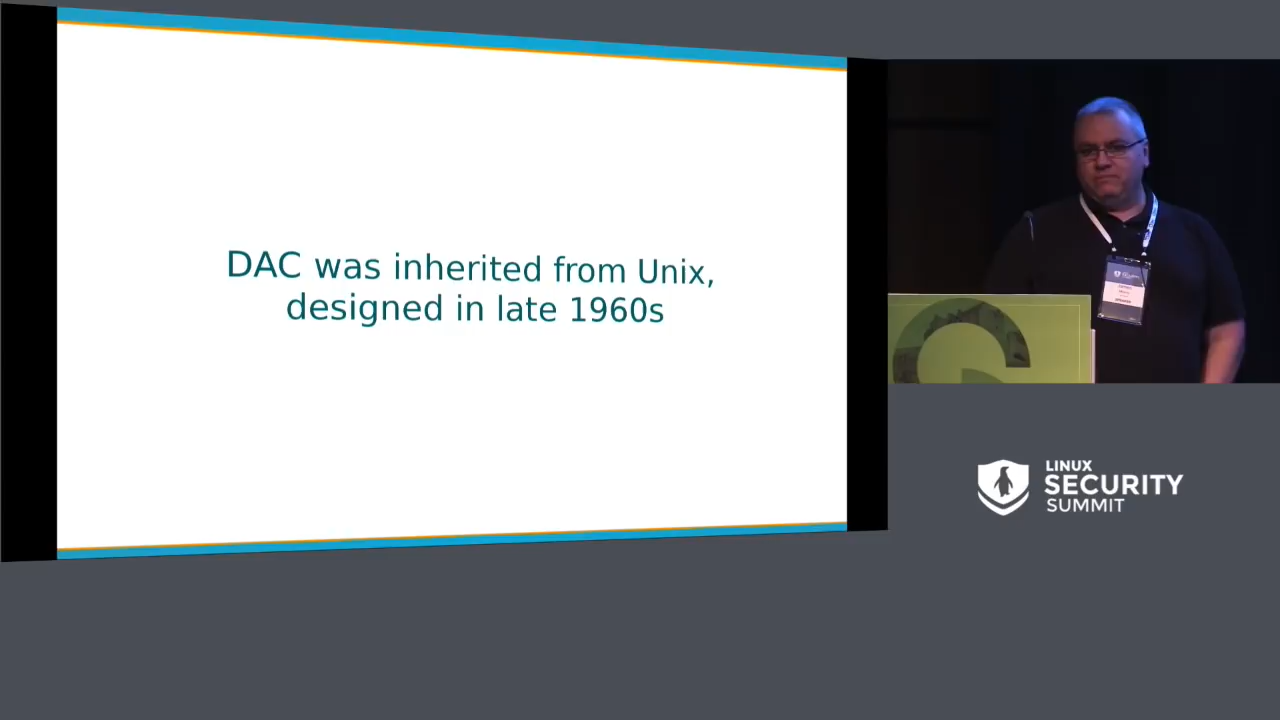 DAC was inherited from Unix,
designed in late 1960s
LINUX
SECURITY
SUMMIT